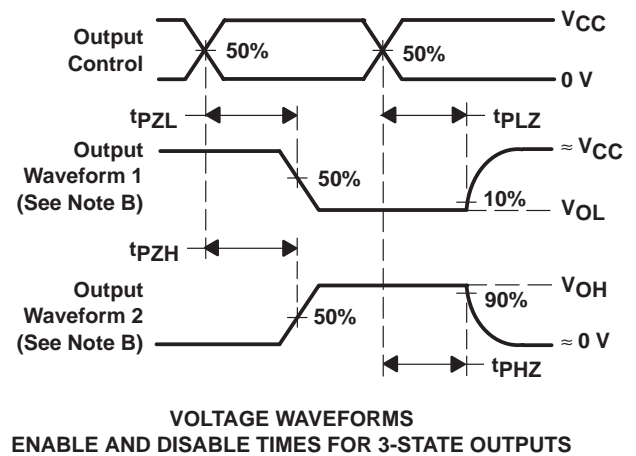 VCC
Output
Control
50%
50%
0 V
tPZL
tPLZ
Output
Waveform 1
(See Note B)
≈ VCC
50%
10%
VOL
tPZH
Output
Waveform 2
(See Note B)
VOH
90%
50%
≈ 0 V
tPHZ
VOLTAGE WAVEFORMS
ENABLE AND DISABLE TIMES FOR 3-STATE OUTPUTS